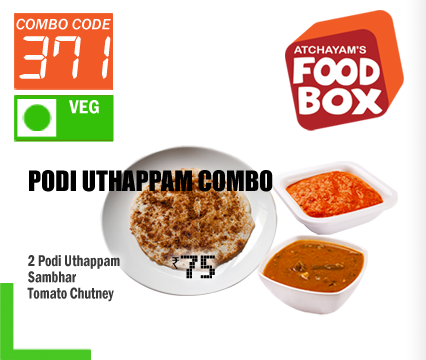 COMBO CODE
371
VEG
ATCHAYAM'S
FOOD
BOX
PODI UTHAPPAM COMBO
₹ 75
2 Podi Uthappam
Sambhar
Tomato Chutney